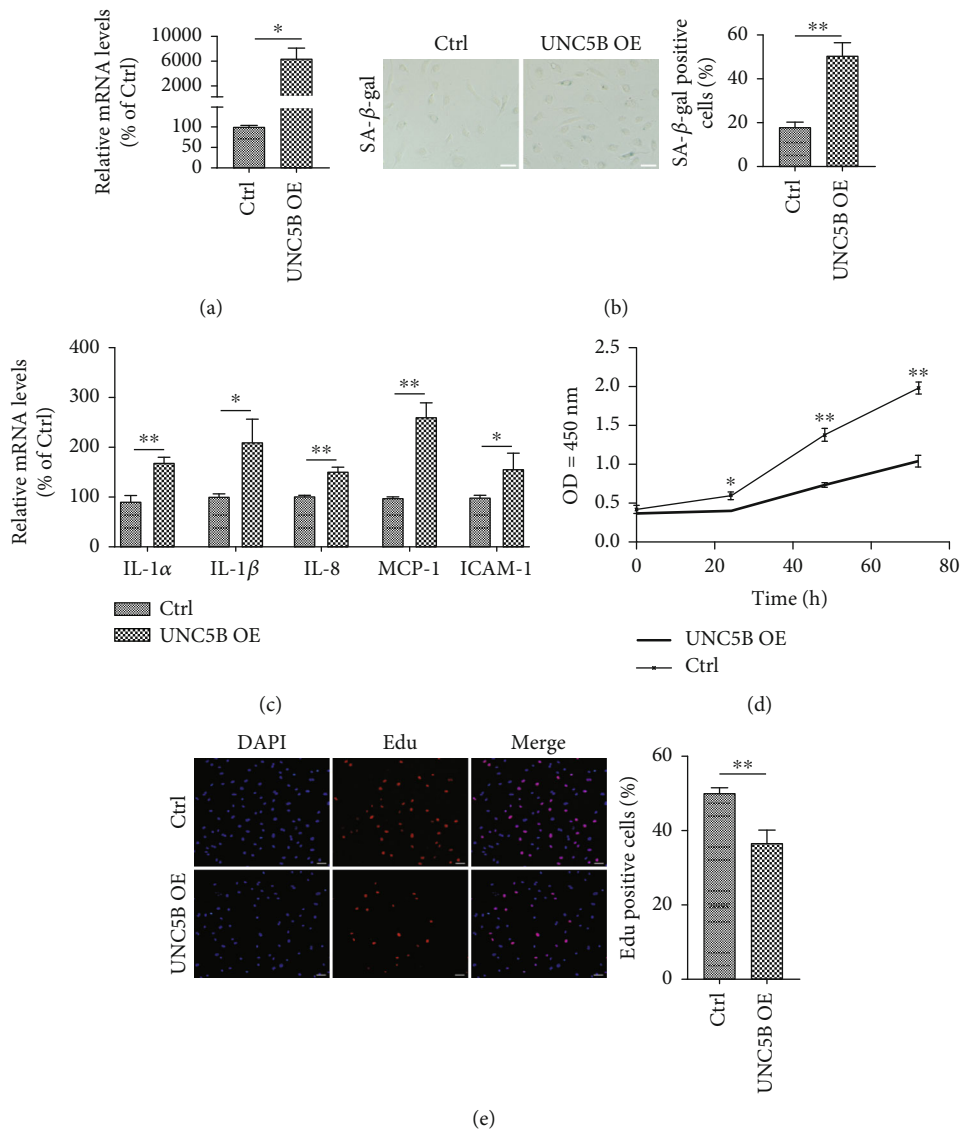 Relative mRNA levels
(% of Ctrl)
10000
6000
2000
100
50
0
*
Ctrl
UNC5B OE
(a)
SA-β-gal
Ctrl
UNC5B OE
SA-β-gal positive
cells (%)
60
40
20
0
**
Ctrl
UNC5B OE
(b)
Relative mRNA levels
(% of Ctrl)
400
300
200
100
0
**
*
**
**
*
IL-1α
IL-1β
IL-8
MCP-1
ICAM-1
Ctrl
UNC5B OE
(c)
OD = 450 nm
2.5
2.0
1.5
1.0
0.5
0.0
*
**
**
0
20
40
60
80
Time (h)
UNC5B OE
Ctrl
(d)
DAPI
Edu
Merge
Ctrl
UNC5B OE
Edu positive cells (%)
60
40
20
0
**
Ctrl
UNC5B OE
(e)